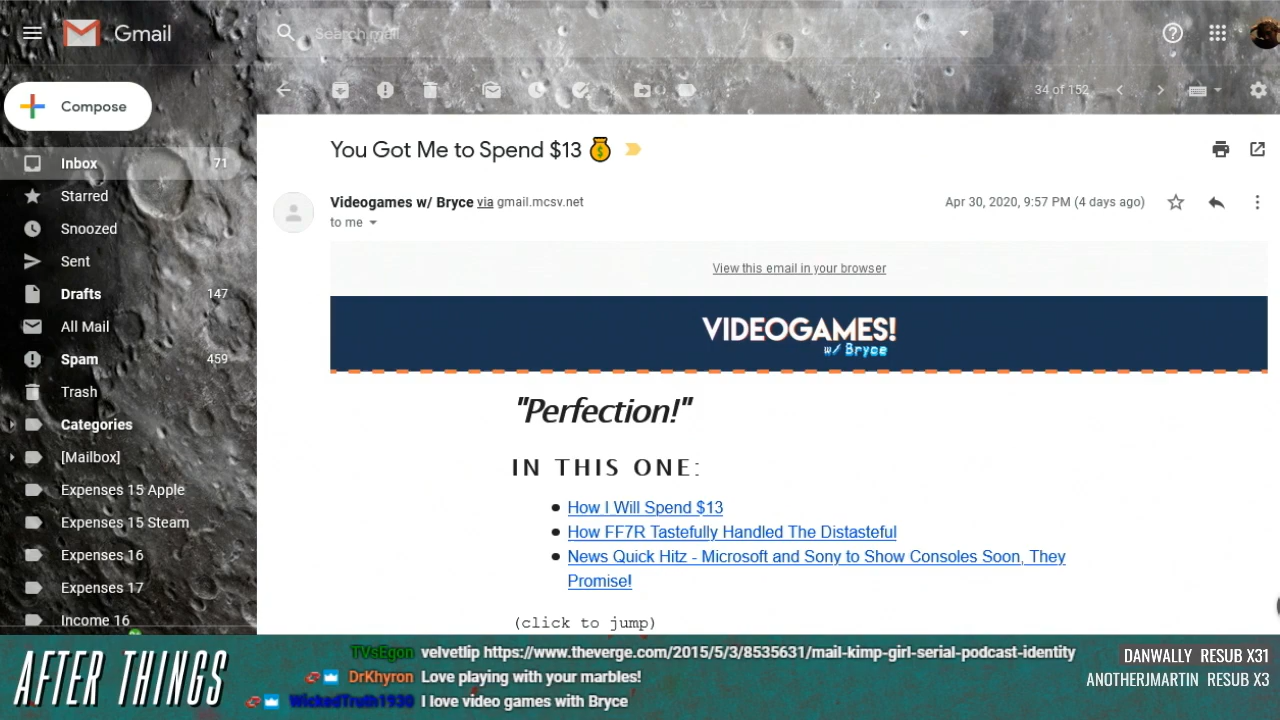 Gmail
Search mail
Compose
34 of 152
Inbox 71
Starred
Snoozed
Sent
Drafts 147
All Mail
Spam 459
Trash
Categories
[Mailbox]
Expenses 15 Apple
Expenses 15 Steam
Expenses 16
Expenses 17
Income 16
You Got Me to Spend $13 💰
Videogames w/ Bryce via gmail.mcsv.net
Apr 30, 2020, 9:57 PM (4 days ago)
to me
View this email in your browser
VIDEOGAMES!
w/ Bryce
"Perfection!"
IN THIS ONE:
● How I Will Spend $13
● How FF7R Tastefully Handled The Distasteful
● News Quick Hitz - Microsoft and Sony to Show Consoles Soon, They
Promise!
(click to jump)
AFTER THINGS
TVsEgon velvetlip https://www.theverge.com/2015/5/3/8535631/mail-kimp-girl-serial-podcast-identity
DrKhyron Love playing with your marbles!
WickedTruth1930 I love video games with Bryce
DANWALLY RESUB X31
ANOTHERJMARTIN RESUB X3